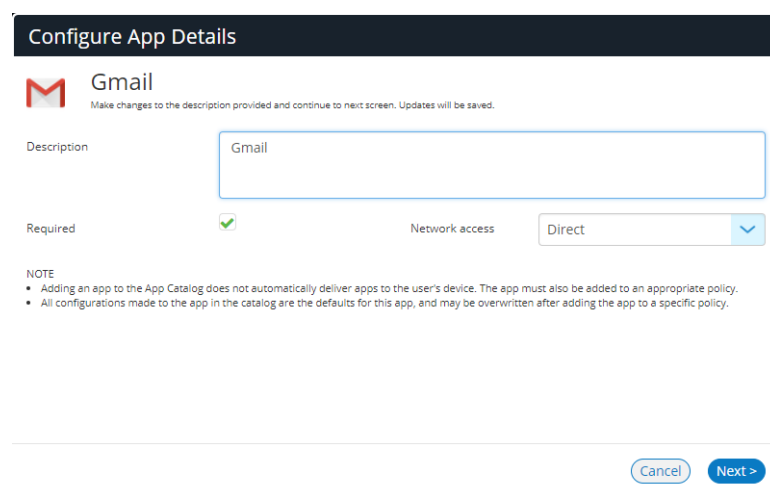 Configure App Details
Gmail
Make changes to the description provided and continue to next screen. Updates will be saved.
Description
Gmail
Required
Network access
Direct
NOTE
• Adding an app to the App Catalog does not automatically deliver apps to the user's device. The app must also be added to an appropriate policy.
• All configurations made to the app in the catalog are the defaults for this app, and may be overwritten after adding the app to a specific policy.
Cancel
Next >